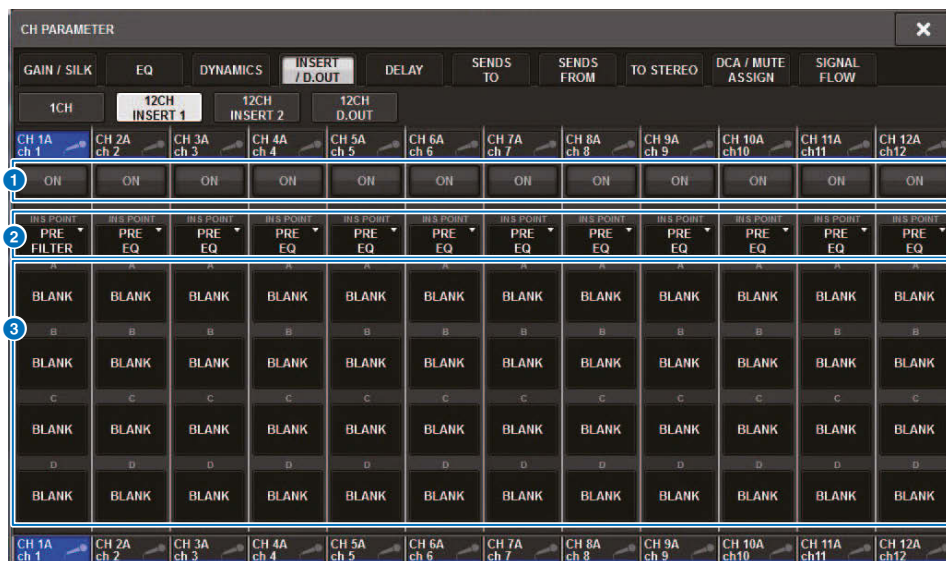 CH PARAMETER
GAIN / SILK EQ DYNAMICS INSERT / D.OUT DELAY SENDS TO SENDS FROM TO STEREO DCA / MUTE ASSIGN SIGNAL FLOW
1CH 12CH INSERT 1 12CH INSERT 2 12CH D.OUT
CH 1A CH 2A CH 3A CH 4A CH 5A CH 6A CH 7A CH 8A CH 9A CH 10A CH 11A CH 12A
ch 1 ch 2 ch 3 ch 4 ch 5 ch 6 ch 7 ch 8 ch 9 ch10 ch11 ch12
1 ON ON ON ON ON ON ON ON ON ON ON ON
INS POINT INS POINT INS POINT INS POINT INS POINT INS POINT INS POINT INS POINT INS POINT INS POINT INS POINT INS POINT
2 PRE PRE PRE PRE PRE PRE PRE PRE PRE PRE PRE PRE
FILTER EQ EQ EQ EQ EQ EQ EQ EQ EQ EQ EQ
A A A A A A A A A A A A
BLANK BLANK BLANK BLANK BLANK BLANK BLANK BLANK BLANK BLANK BLANK BLANK
3 B B B B B B B B B B B B
BLANK BLANK BLANK BLANK BLANK BLANK BLANK BLANK BLANK BLANK BLANK BLANK
C C C C C C C C C C C C
BLANK BLANK BLANK BLANK BLANK BLANK BLANK BLANK BLANK BLANK BLANK BLANK
D D D D D D D D D D D D
BLANK BLANK BLANK BLANK BLANK BLANK BLANK BLANK BLANK BLANK BLANK BLANK
CH 1A CH 2A CH 3A CH 4A CH 5A CH 6A CH 7A CH 8A CH 9A CH 10A CH 11A CH 12A
ch 1 ch 2 ch 3 ch 4 ch 5 ch 6 ch 7 ch 8 ch 9 ch10 ch11 ch12